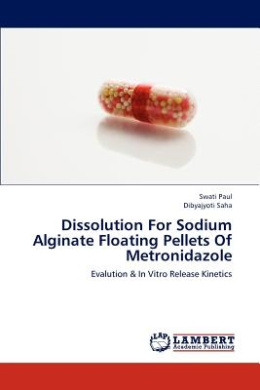 Swati Paul
Dibyajyoti Saha
Dissolution For Sodium
Alginate Floating Pellets Of
Metronidazole
Evalution & In Vitro Release Kinetics
LAP
LAMBERT
Academic Publishing